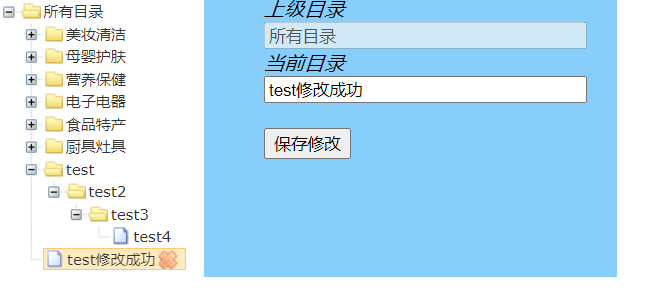 所有目录
美妆清洁
母婴护肤
营养保健
电子电器
食品特产
厨具灶具
test
test2
test3
test4
test修改成功
上级目录
所有目录
当前目录
test修改成功
保存修改